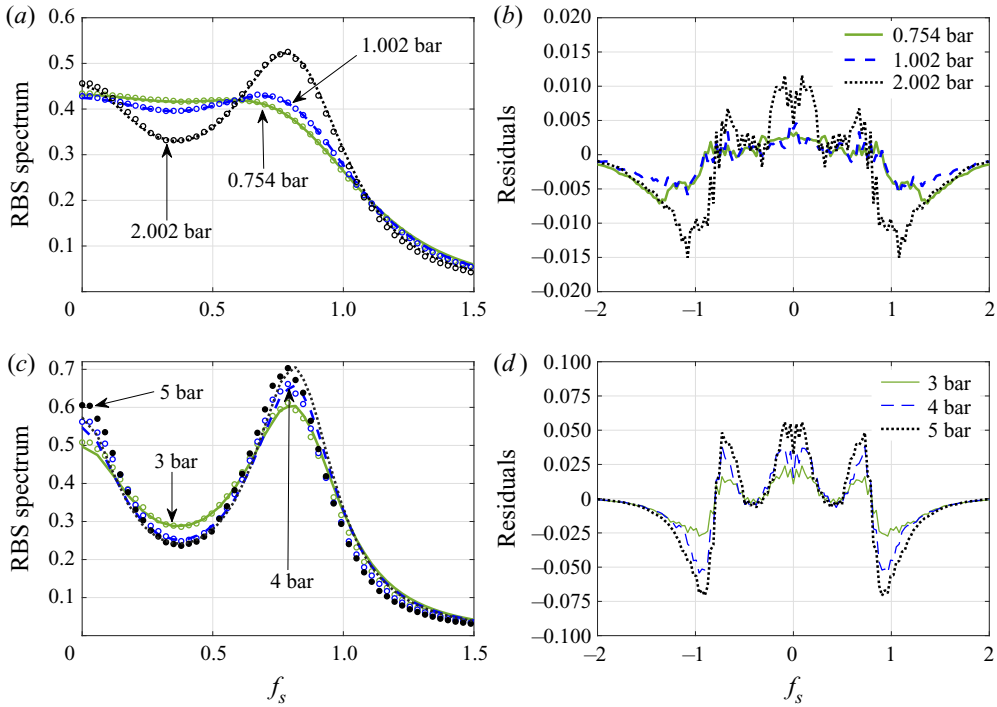 (a)
RBS spectrum
0.6
0.5
0.4
0.3
0.2
0.1
0
0.5
1.0
1.5
1.002 bar
0.754 bar
2.002 bar
(b)
Residuals
0.020
0.015
0.010
0.005
0
–0.005
–0.010
–0.015
–0.020
–2
–1
0
1
2
0.754 bar
1.002 bar
2.002 bar
(c)
RBS spectrum
0.7
0.6
0.5
0.4
0.3
0.2
0.1
0
0.5
1.0
1.5
5 bar
3 bar
4 bar
f_s
(d)
Residuals
0.100
0.075
0.050
0.025
0
–0.025
–0.050
–0.075
–0.100
–2
–1
0
1
2
3 bar
4 bar
5 bar
f_s